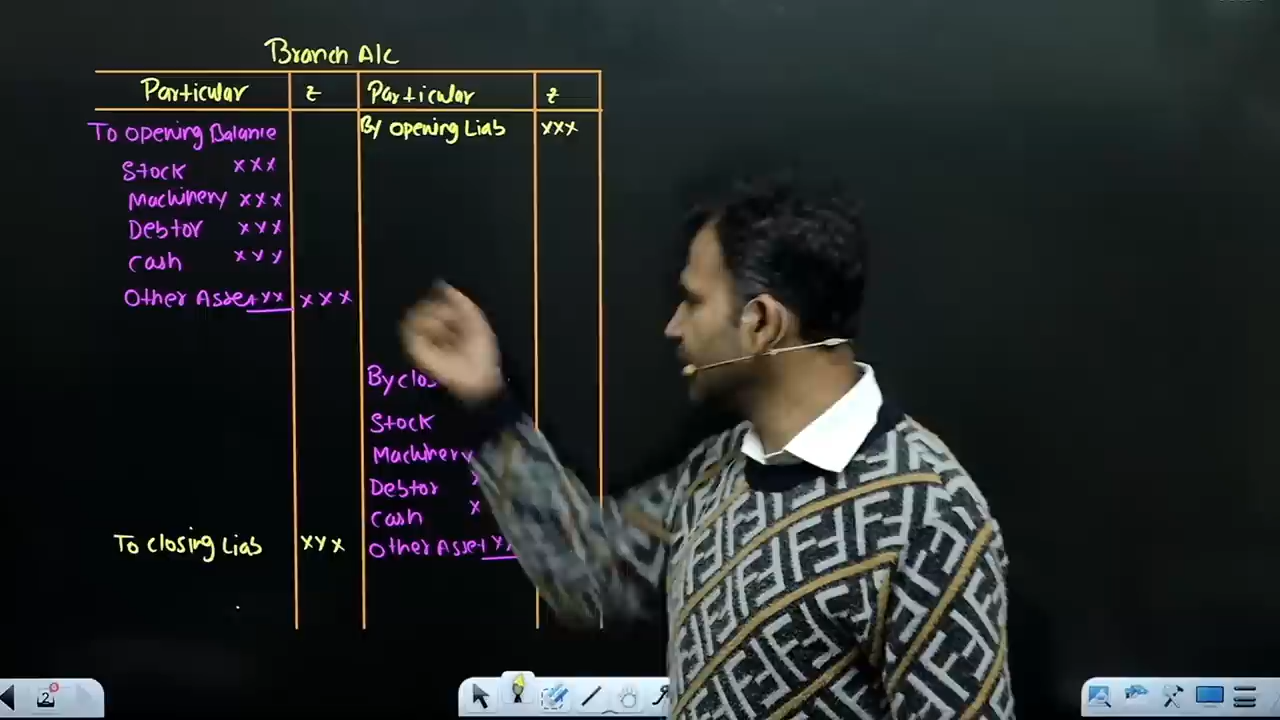 Branch A/c
Particular ₹ Particular ₹
To Opening Balance
Stock xxx
Machinery xxx
Debtor xxx
Cash xxx
Other Asset xx xxx
By Opening Liab xxx
Stock
Machinery
Debtor
Cash x
Other Asset
To closing Liab xxx
2